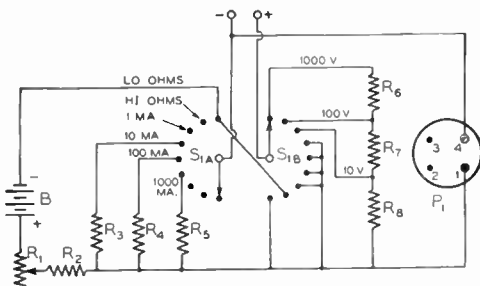 - +
1000 V
LO OHMS
HI OHMS
1 MA
10 MA
100 MA
1000 MA.
S1A
S1B
100 V
10 V
R6
R7
R8
3 4
2 1
P1
- B +
R1
R2
R3
R4
R5